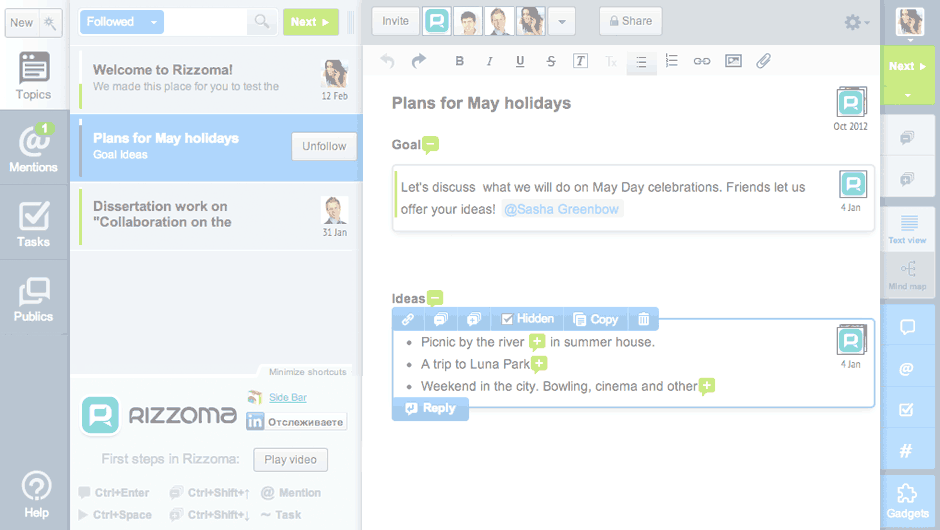 New
Topics
1
Mentions
Tasks
Publics
Help
Followed
Next
Welcome to Rizzoma!
We made this place for you to test the
12 Feb
Plans for May holidays
Goal Ideas
Unfollow
Dissertation work on
"Collaboration on the
31 Jan
Minimize shortcuts
RIZZOMA
Side Bar
in Отслеживаете
First steps in Rizzoma:
Play video
Ctrl+Enter
Ctrl+Shift+↑
@ Mention
Ctrl+Space
Ctrl+Shift+↓
~ Task
Invite
Share
B I U S T Tx
Plans for May holidays
Oct 2012
Goal
Let's discuss what we will do on May Day celebrations. Friends let us
offer your ideas! @Sasha Greenbow
4 Jan
Ideas
Hidden
Copy
• Picnic by the river + in summer house.
• A trip to Luna Park +
• Weekend in the city. Bowling, cinema and other +
4 Jan
Reply
Next
Text view
Mind map
@
#
Gadgets